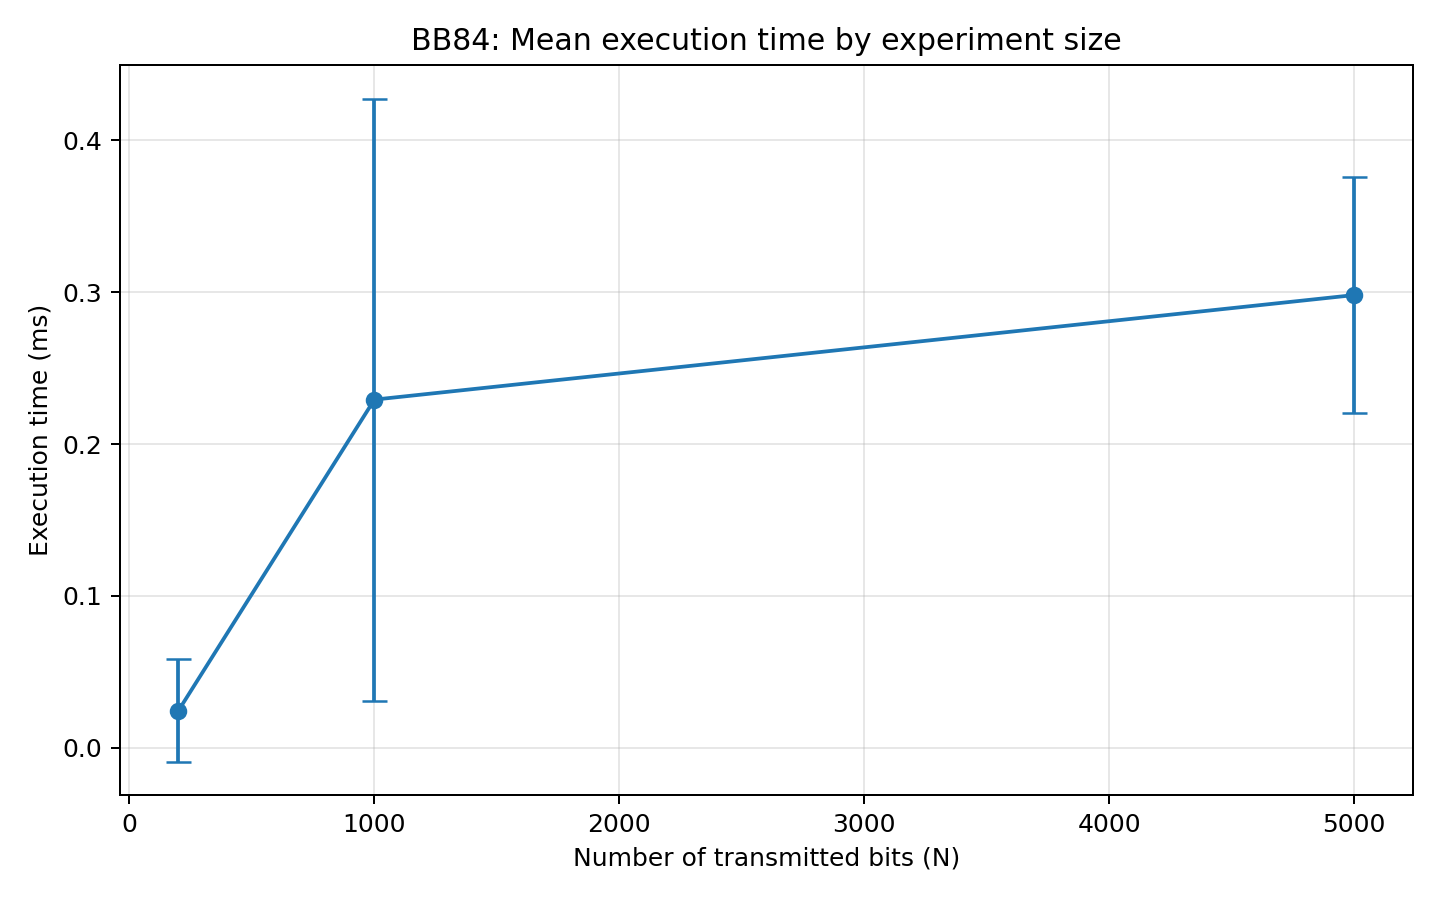 BB84: Mean execution time by experiment size
Execution time (ms)
0.4
0.3
0.2
0.1
0.0
0 1000 2000 3000 4000 5000
Number of transmitted bits (N)